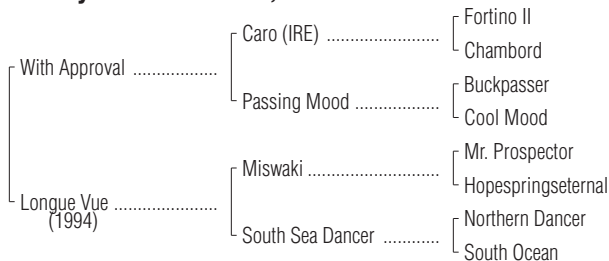 Fortino II
Caro (IRE) ....................
Chambord
With Approval ..................
Buckpasser
Passing Mood ...............
Cool Mood
Mr. Prospector
Miswaki .......................
Hopespringseternal
Longue Vue ......................
(1994)
Northern Dancer
South Sea Dancer ............
South Ocean